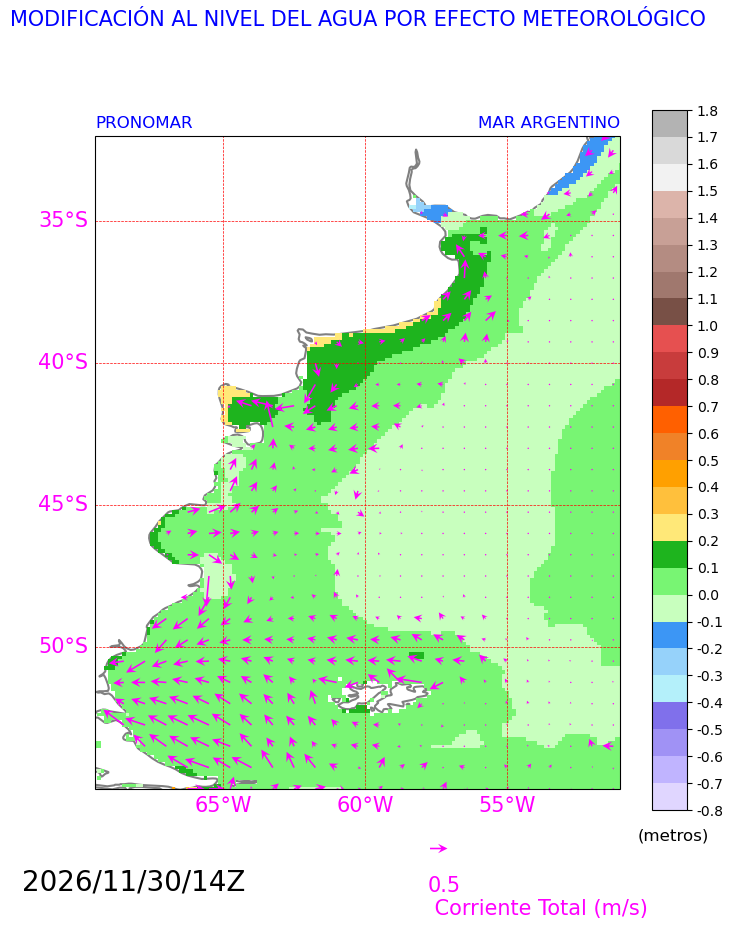 MODIFICACIÓN AL NIVEL DEL AGUA POR EFECTO METEOROLÓGICO
PRONOMAR MAR ARGENTINO
1.8
1.7
1.6
1.5
1.4
1.3
1.2
1.1
1.0
0.9
0.8
0.7
0.6
0.5
0.4
0.3
0.2
0.1
0.0
-0.1
-0.2
-0.3
-0.4
-0.5
-0.6
-0.7
-0.8
(metros)
35°S
40°S
45°S
50°S
65°W 60°W 55°W
2026/11/30/14Z
0.5
Corriente Total (m/s)